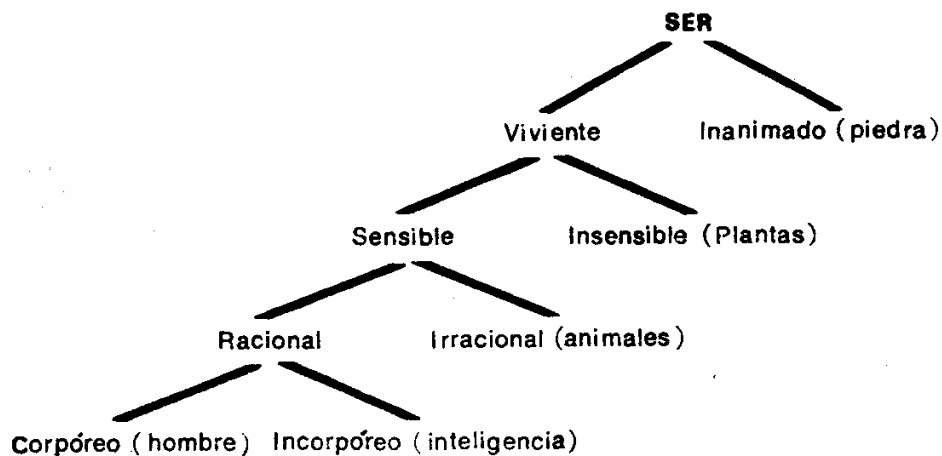 SER
Viviente Inanimado (piedra)
Sensible Insensible (Plantas)
Racional Irracional (animales)
Corpóreo (hombre) Incorpóreo (inteligencia)